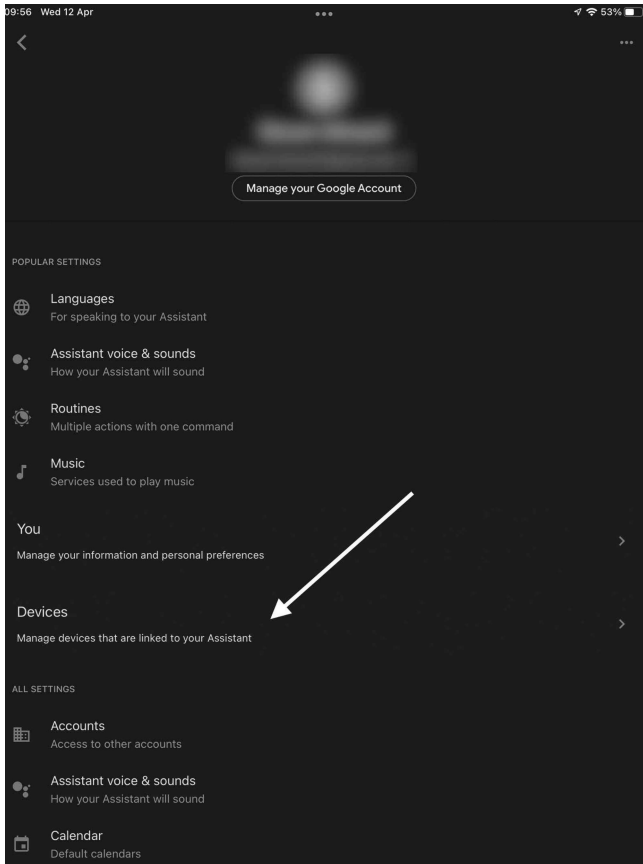 09:56 Wed 12 Apr
53%
Manage your Google Account
POPULAR SETTINGS
Languages
For speaking to your Assistant
Assistant voice & sounds
How your Assistant will sound
Routines
Multiple actions with one command
Music
Services used to play music
You
Manage your information and personal preferences
Devices
Manage devices that are linked to your Assistant
ALL SETTINGS
Accounts
Access to other accounts
Assistant voice & sounds
How your Assistant will sound
Calendar
Default calendars